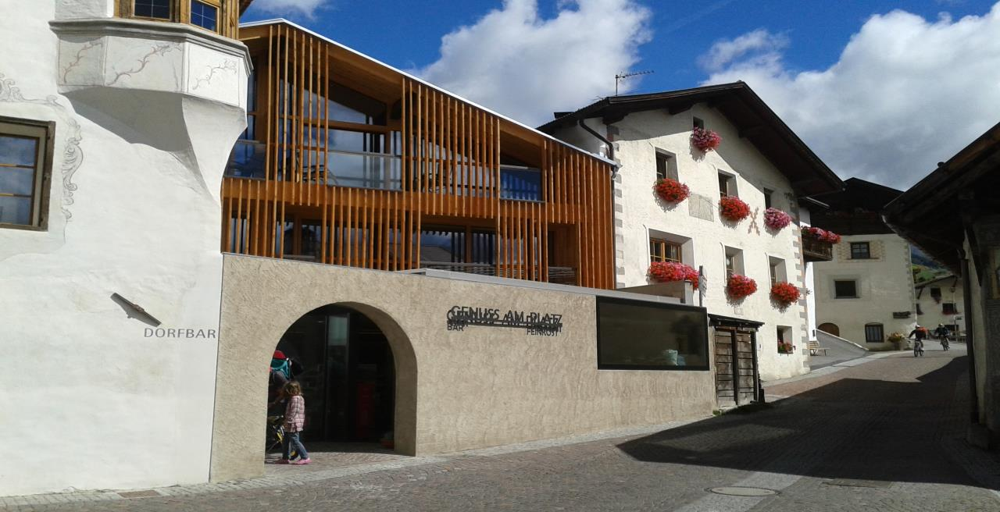 DORFBAR
GENUSS AM PLATZ
BAR
FEINKOST